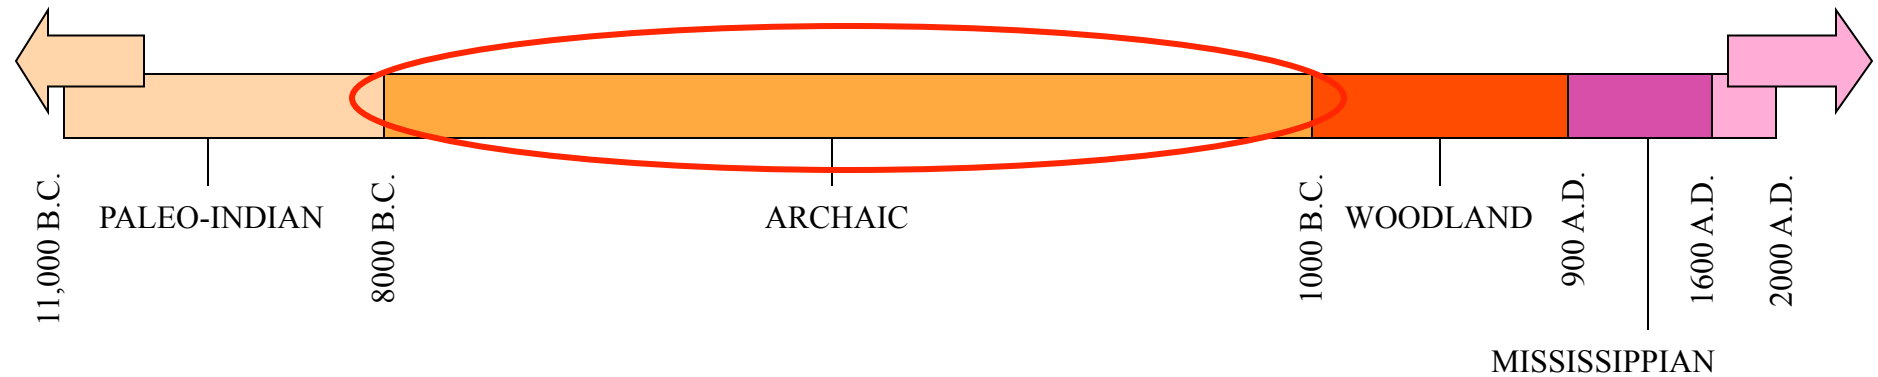 11,000 B.C.
PALEO-INDIAN
8000 B.C.
ARCHAIC
1000 B.C.
WOODLAND
900 A.D.
MISSISSIPPIAN
1600 A.D.
2000 A.D.